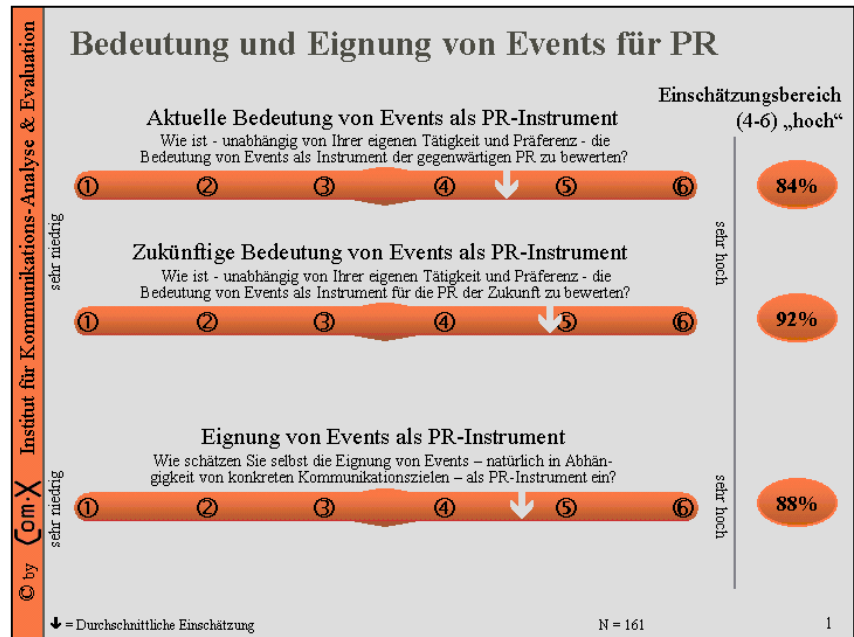 Bedeutung und Eignung von Events für PR
Einschätzungsbereich
(4-6) „hoch“
Aktuelle Bedeutung von Events als PR-Instrument
Wie ist - unabhängig von Ihrer eigenen Tätigkeit und Präferenz - die
Bedeutung von Events als Instrument der gegenwärtigen PR zu bewerten?
① ② ③ ④ ⑤ ⑥
84%
sehr niedrig
sehr hoch
Zukünftige Bedeutung von Events als PR-Instrument
Wie ist - unabhängig von Ihrer eigenen Tätigkeit und Präferenz - die
Bedeutung von Events als Instrument für die PR der Zukunft zu bewerten?
① ② ③ ④ ⑤ ⑥
92%
Eignung von Events als PR-Instrument
Wie schätzen Sie selbst die Eignung von Events – natürlich in Abhän-
gigkeit von konkreten Kommunikationszielen – als PR-Instrument ein?
① ② ③ ④ ⑤ ⑥
88%
sehr niedrig
sehr hoch
= Durchschnittliche Einschätzung
N = 161
1
© by Com·X Institut für Kommunikations-Analyse & Evaluation